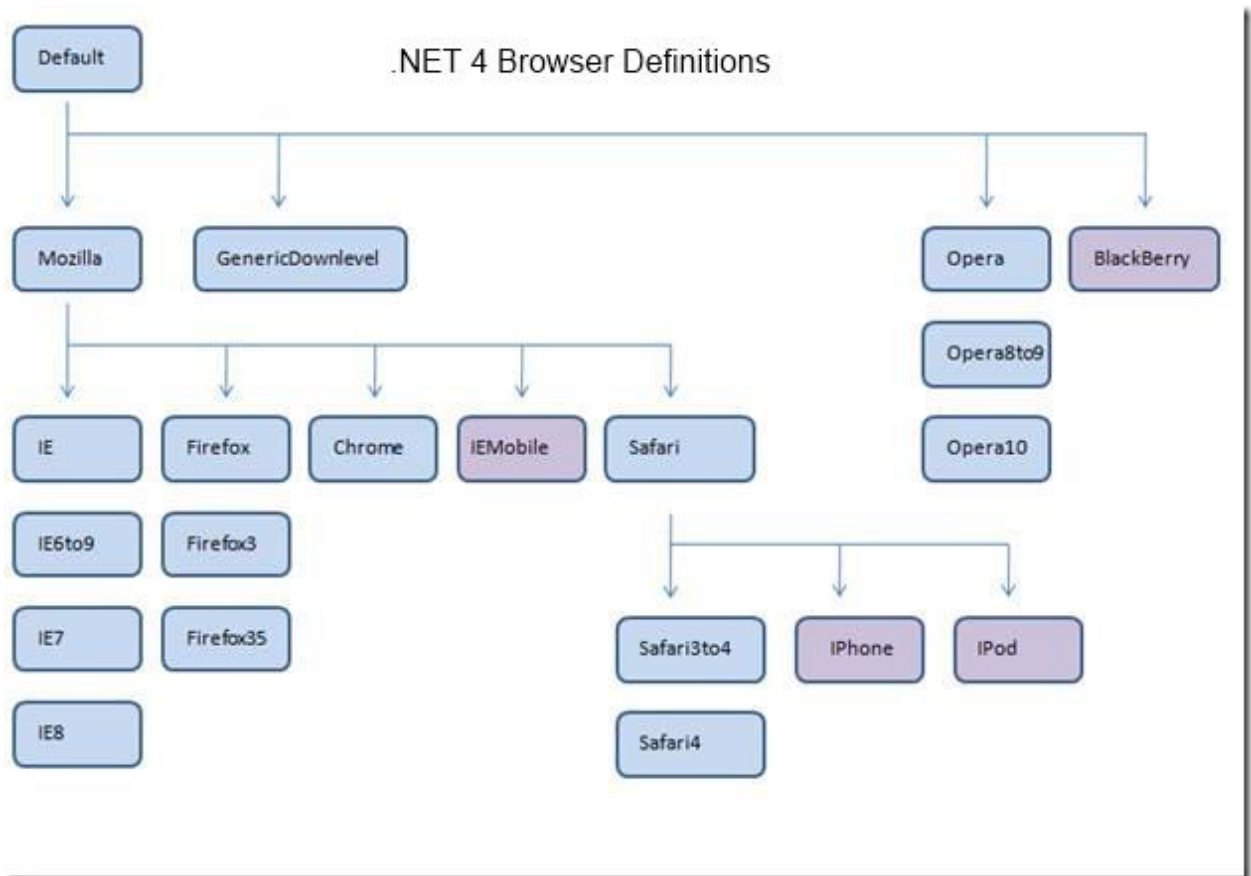 Default
.NET 4 Browser Definitions
Mozilla
GenericDownlevel
Opera
BlackBerry
Opera8to9
IE
Firefox
Chrome
IEMobile
Safari
Opera10
IE6to9
Firefox3
IE7
Firefox35
Safari3to4
IPhone
IPod
IE8
Safari4